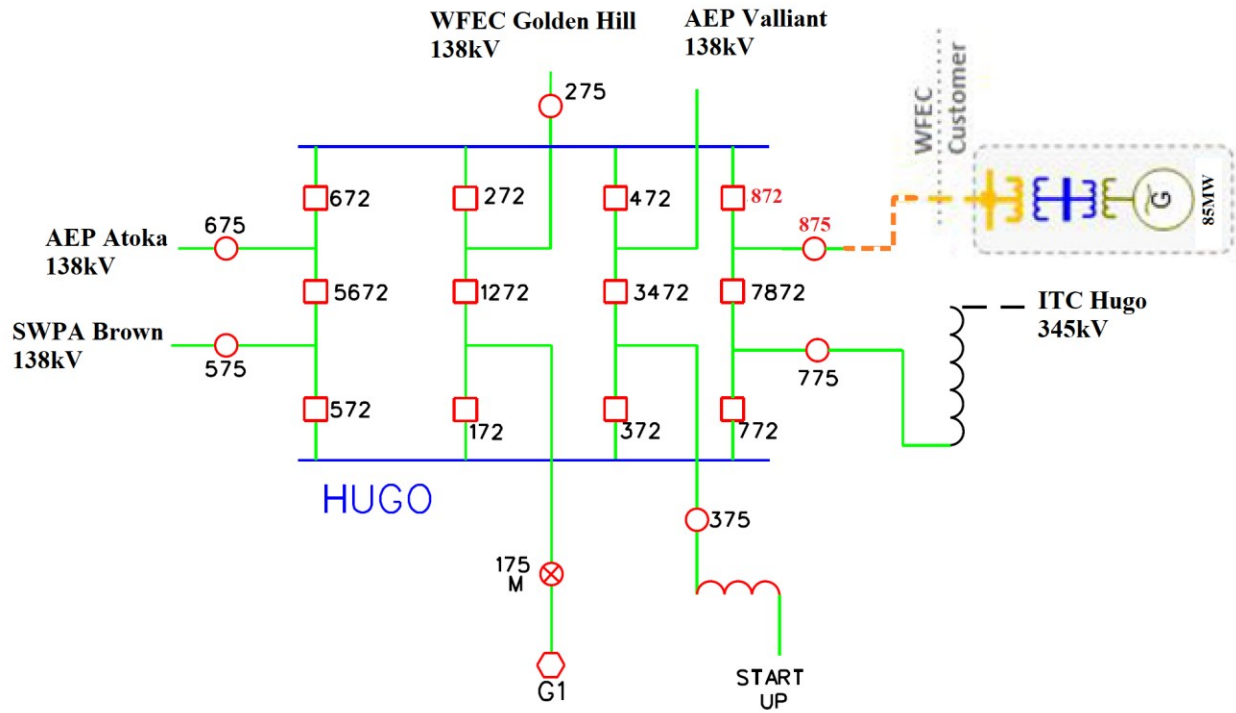 WFEC Golden Hill
138kV
AEP Valliant
138kV
275
WFEC
Customer
672
272
472
872
675
875
G
85MW
AEP Atoka
138kV
5672
1272
3472
7872
ITC Hugo
345kV
SWPA Brown
138kV
575
775
572
172
372
772
HUGO
375
175
M
G1
START
UP